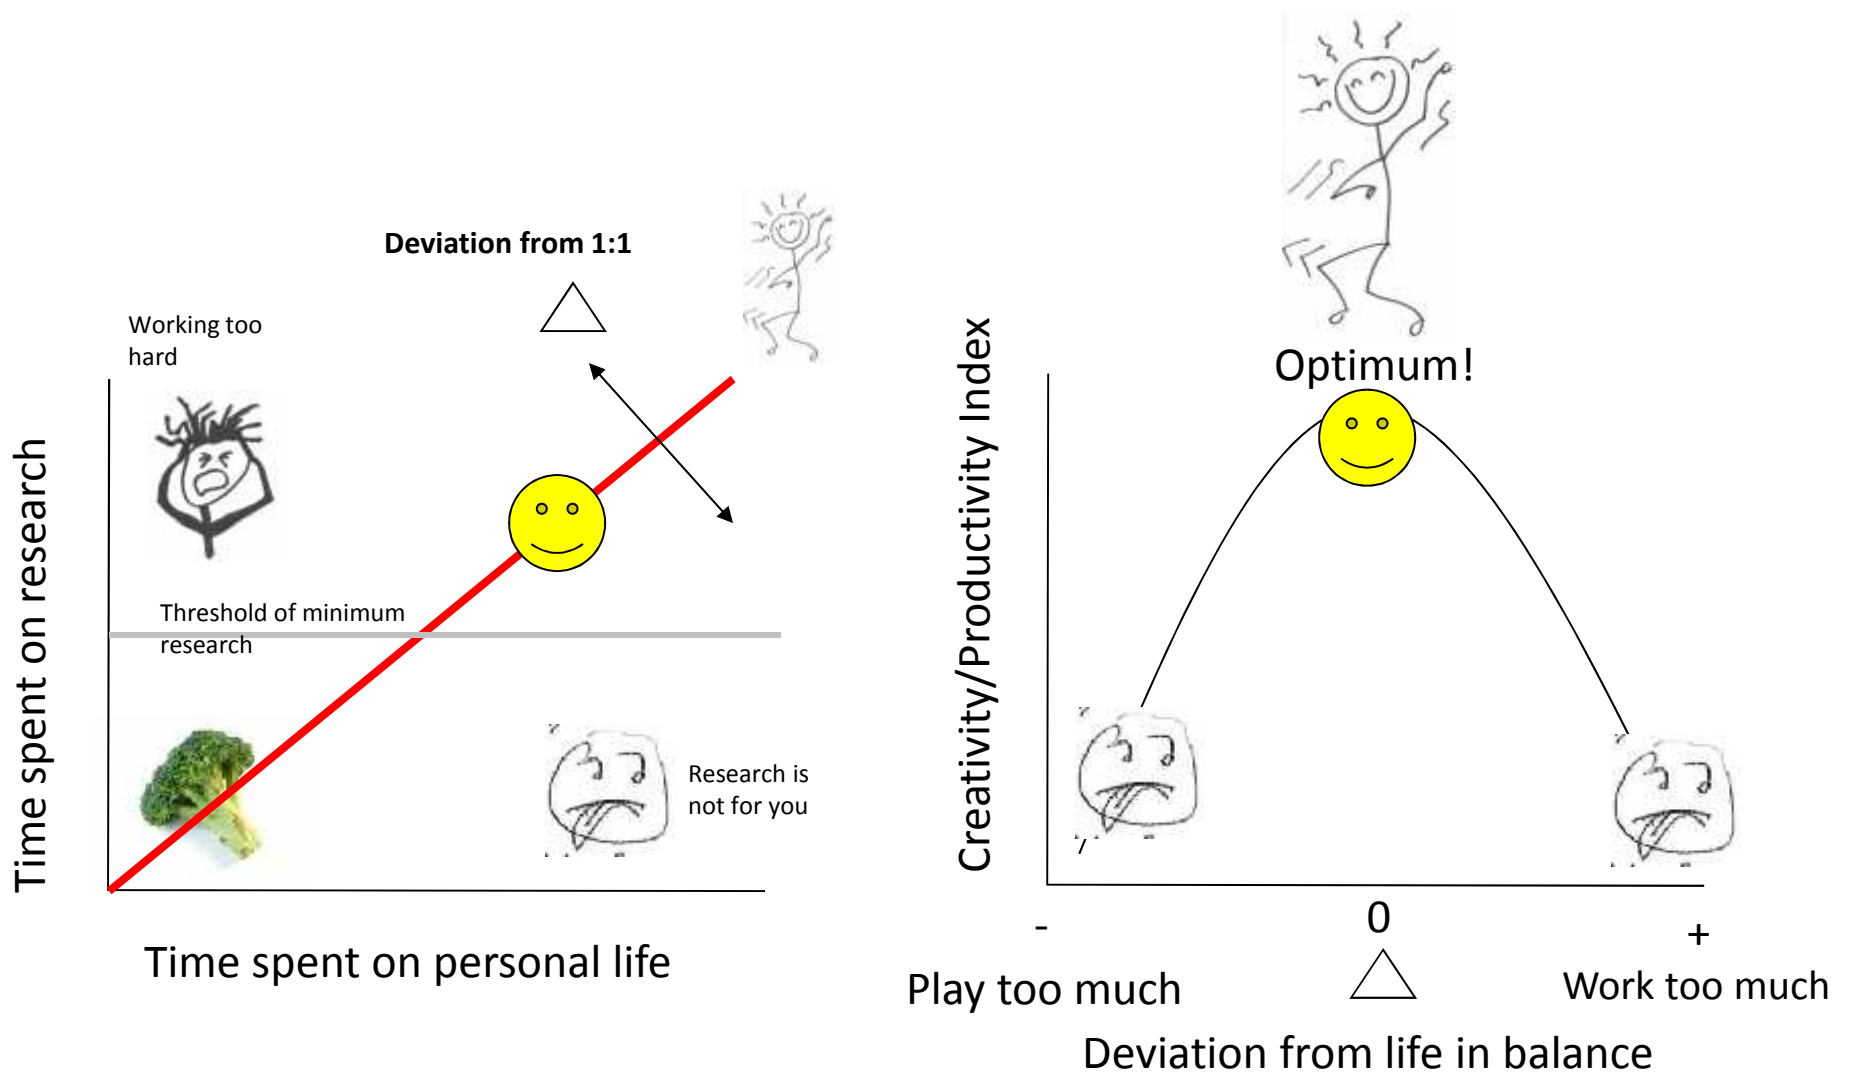 Deviation from 1:1
Working too
hard
Time spent on research
Threshold of minimum
research
Research is
not for you
Time spent on personal life
Optimum!
Creativity/Productivity Index
-
0
+
Play too much
Work too much
Deviation from life in balance